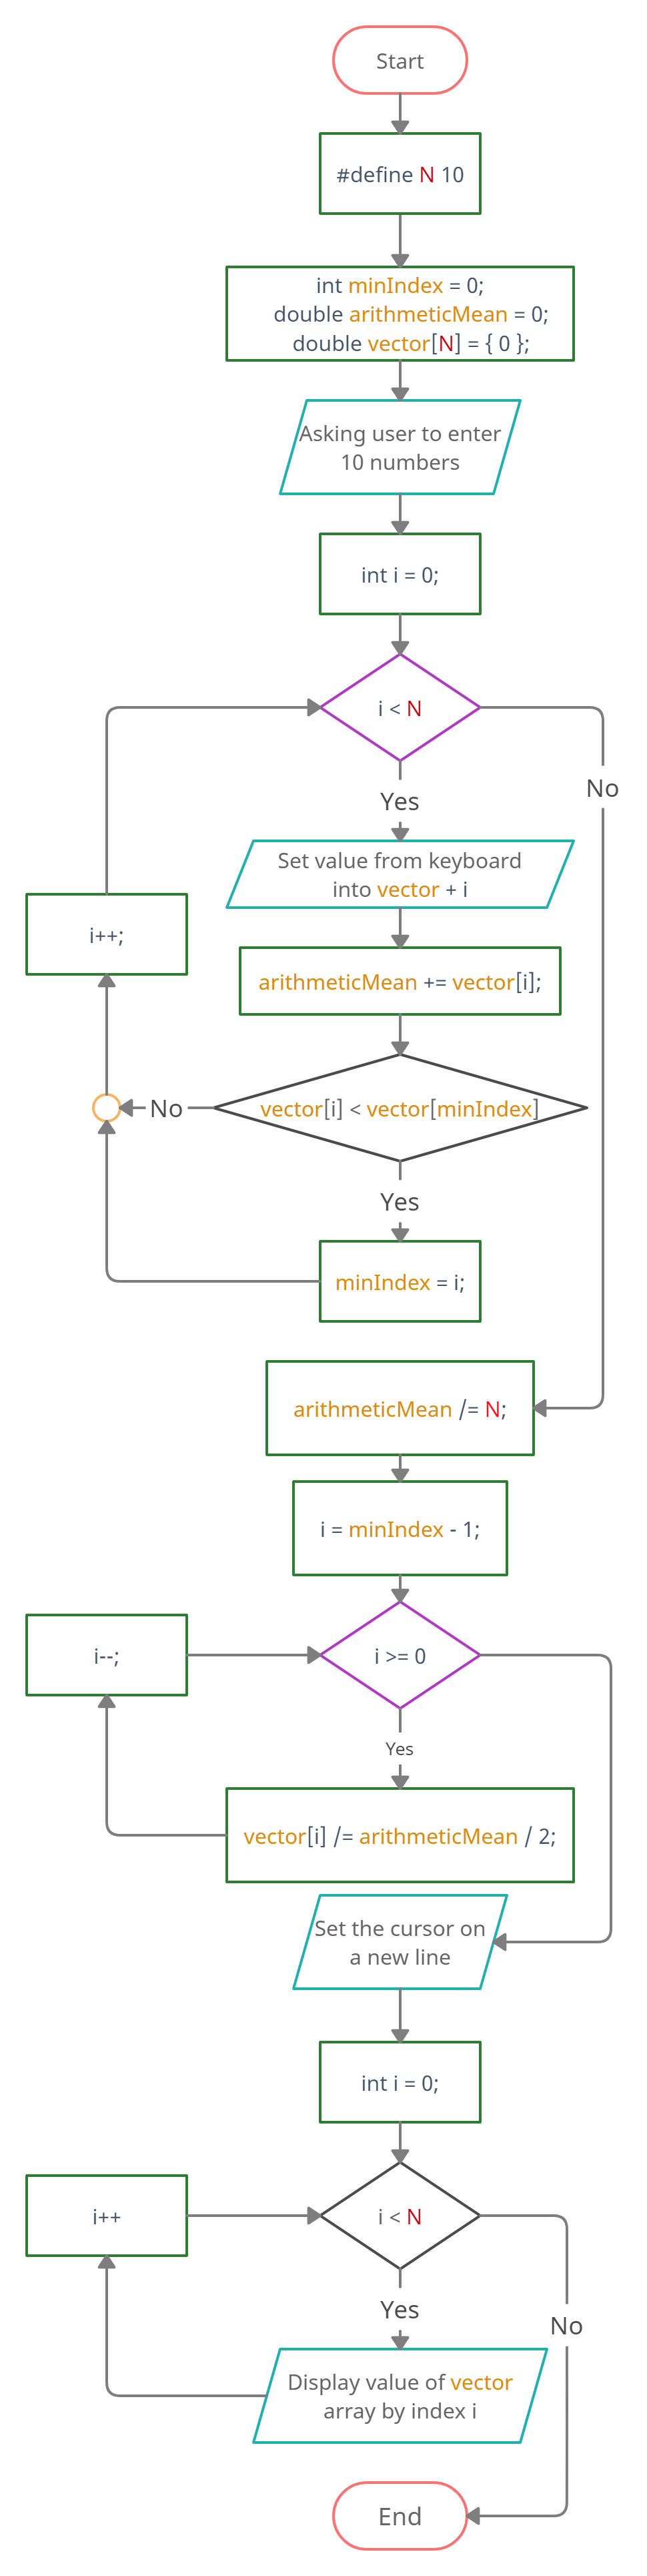 Start
#define N 10
int minIndex = 0;
double arithmeticMean = 0;
double vector[N] = { 0 };
Asking user to enter
10 numbers
int i = 0;
i < N
No
Yes
Set value from keyboard
into vector + i
i++;
arithmeticMean += vector[i];
vector[i] < vector[minIndex]
No
Yes
minIndex = i;
arithmeticMean /= N;
i = minIndex - 1;
i--;
i >= 0
Yes
vector[i] /= arithmeticMean / 2;
Set the cursor on
a new line
int i = 0;
i++
i < N
Yes
No
Display value of vector
array by index i
End